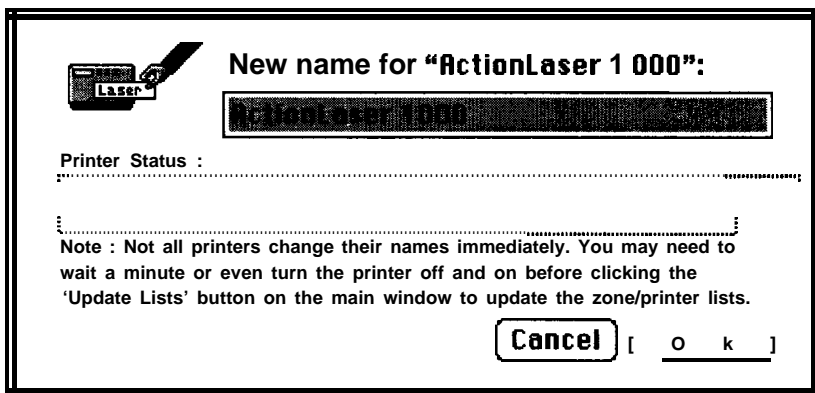 Laser
New name for “ActionLaser 1 000”:
ActionLaser 1000
Printer Status :
Note : Not all printers change their names immediately. You may need to
wait a minute or even turn the printer off and on before clicking the
‘Update Lists’ button on the main window to update the zone/printer lists.
Cancel [ O k ]